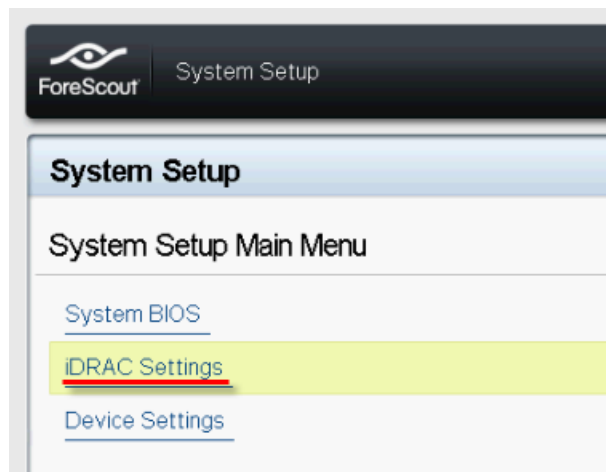 ForeScout
System Setup
System Setup
System Setup Main Menu
System BIOS
iDRAC Settings
Device Settings